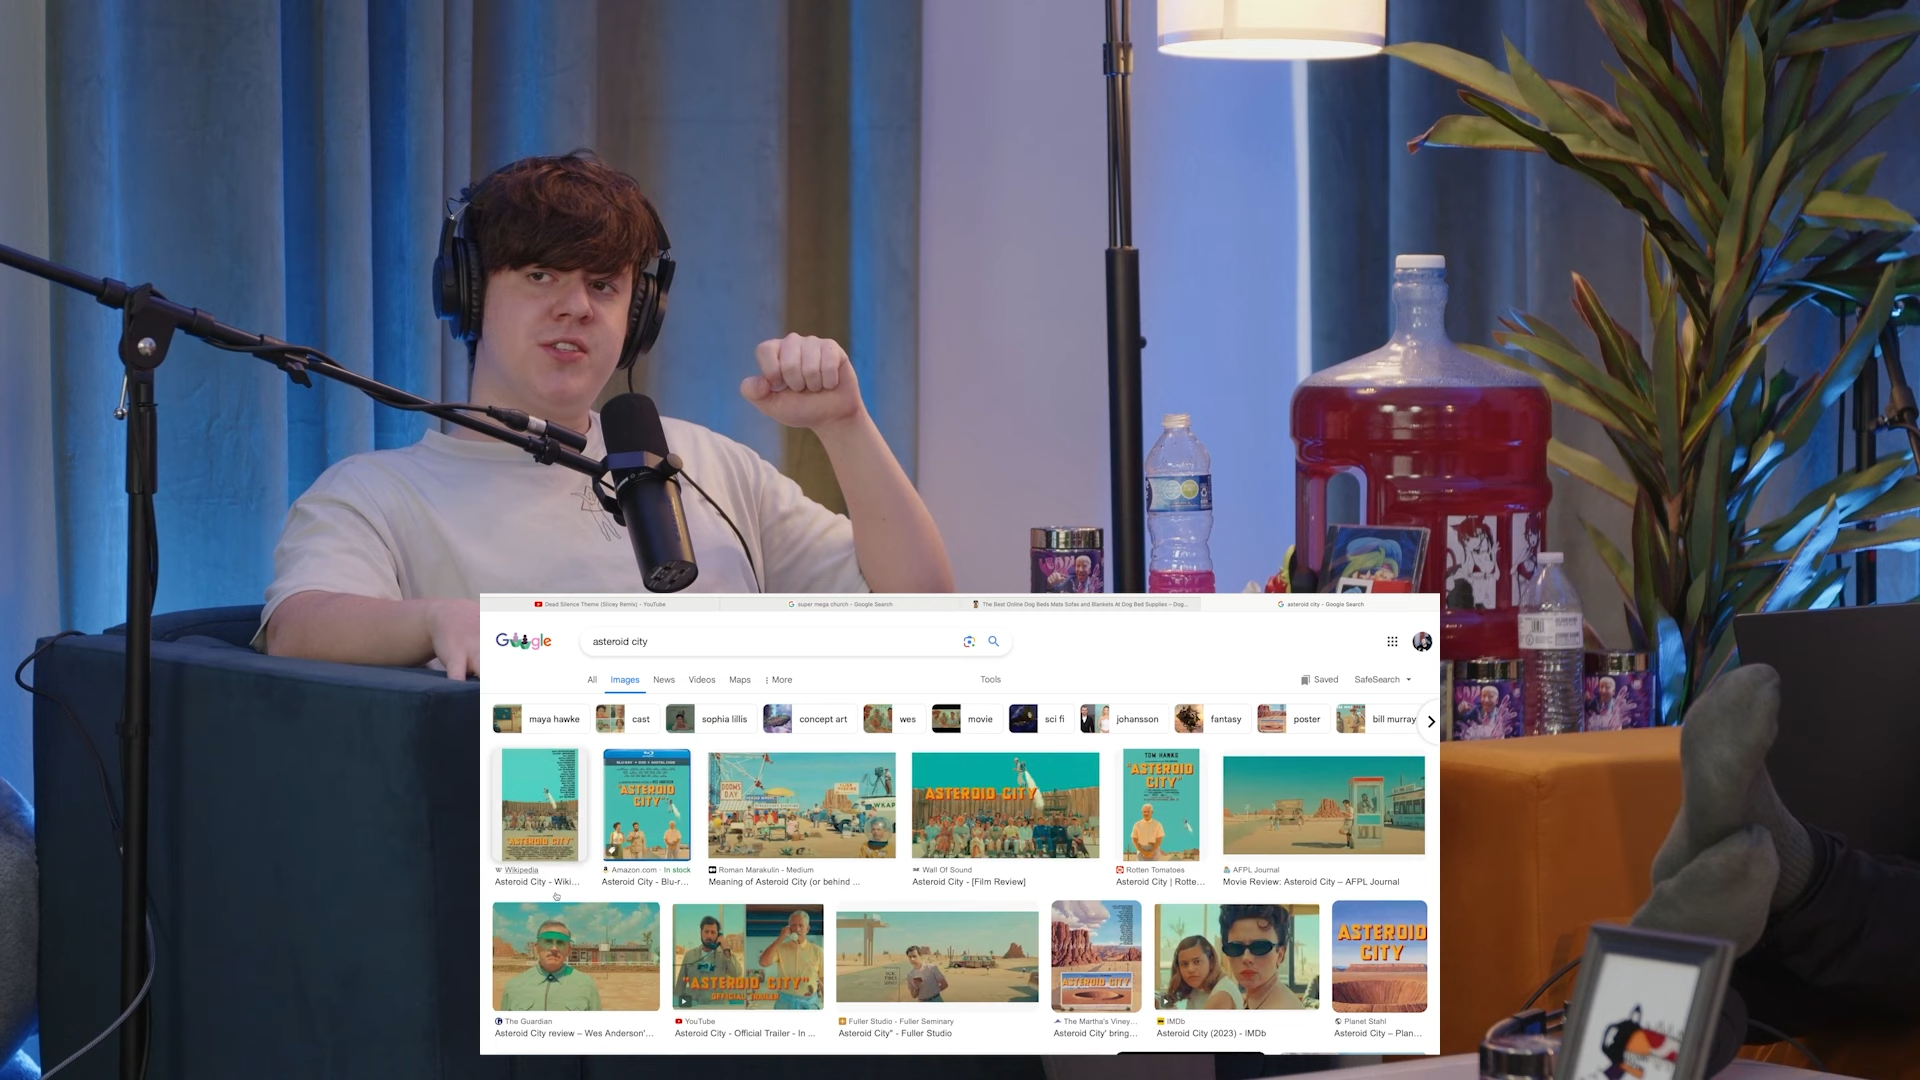 Dead Silence Theme (Slicey Remix) - YouTube
super mega church - Google Search
The Best Online Dog Beds Mats Sofas and Blankets At Dog Bed Supplies – Dog...
asteroid city - Google Search
Google
asteroid city
All
Images
News
Videos
Maps
More
Tools
Saved
SafeSearch
maya hawke
cast
sophia lillis
concept art
wes
movie
sci fi
johansson
fantasy
poster
bill murray
"ASTEROID CITY"
"ASTEROID
CITY"
DOOMS
DAY
WKAP
ASTEROID CITY
TOM HANKS
"ASTEROID
CITY"
Wikipedia
Asteroid City - Wiki...
Amazon.com · In stock
Asteroid City - Blu-r...
Roman Marakulin - Medium
Meaning of Asteroid City (or behind ...
Wall Of Sound
Asteroid City - [Film Review]
Rotten Tomatoes
Asteroid City | Rotte...
AFPL Journal
Movie Review: Asteroid City – AFPL Journal
"ASTEROID CITY"
OFFICIAL TRAILER
ASTEROID CITY
ASTEROID
CITY
The Guardian
Asteroid City review – Wes Anderson'...
YouTube
Asteroid City - Official Trailer - In ...
Fuller Studio - Fuller Seminary
Asteroid City" - Fuller Studio
The Martha's Viney...
Asteroid City' bring...
IMDb
Asteroid City (2023) - IMDb
Planet Stahl
Asteroid City – Plan...